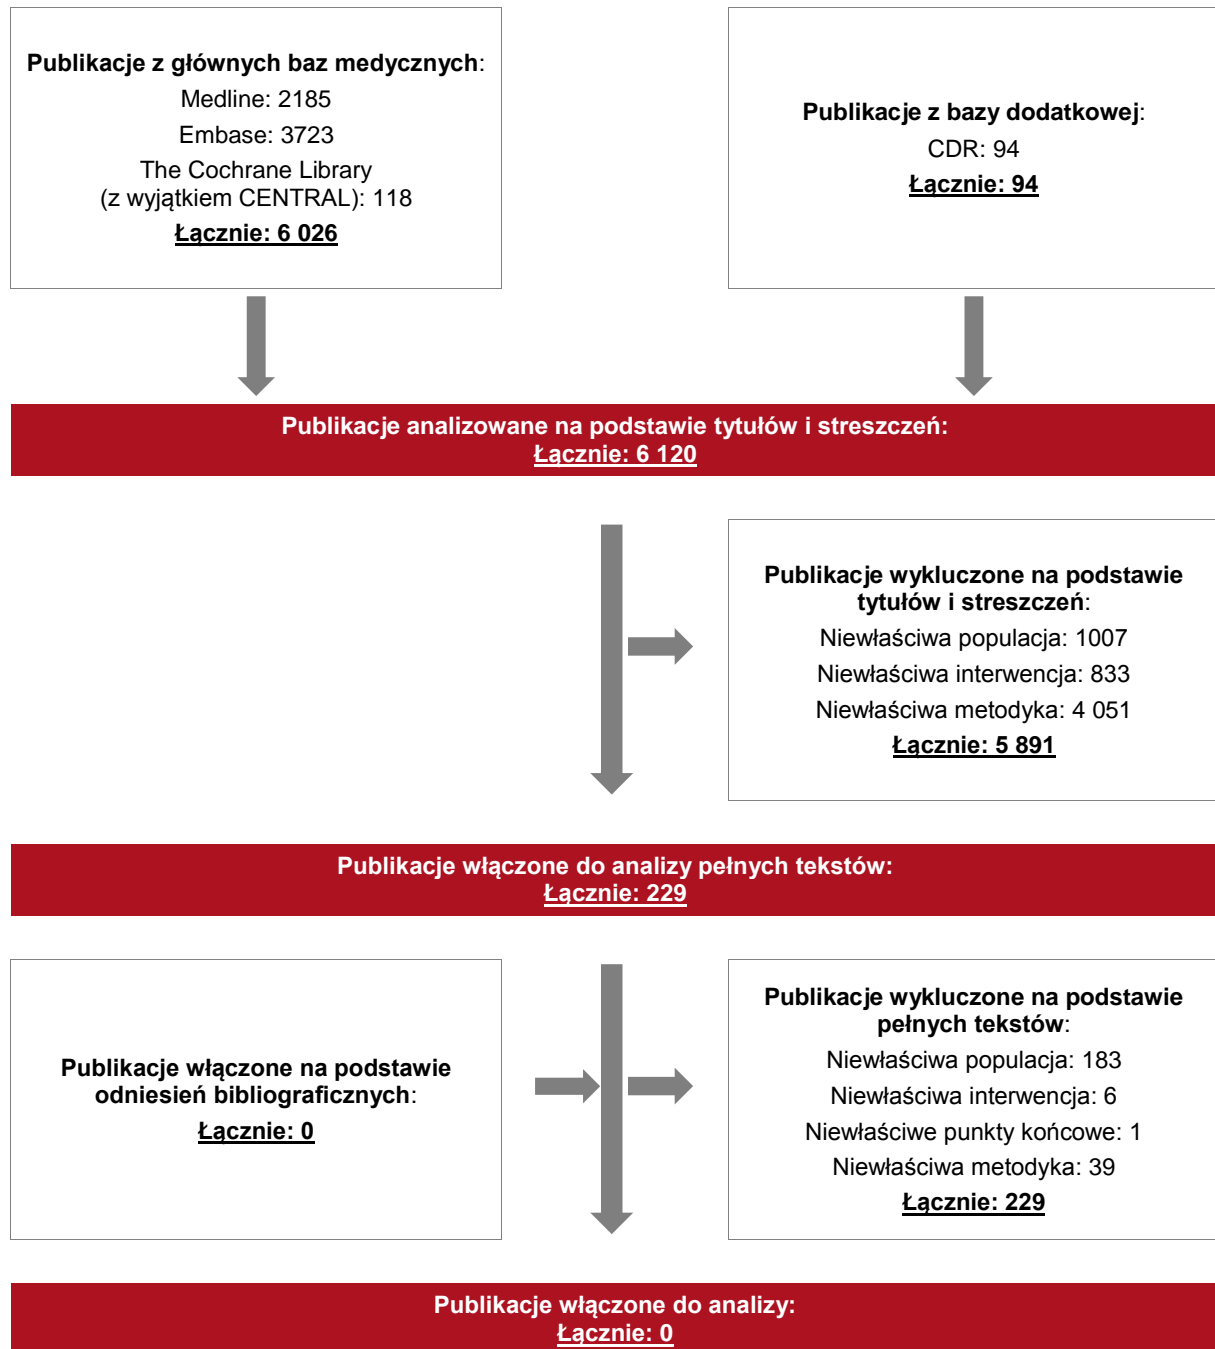 Publikacje z głównych baz medycznych:
Medline: 2185
Embase: 3723
The Cochrane Library
(z wyjątkiem CENTRAL): 118
Łącznie: 6 026
Publikacje z bazy dodatkowej:
CDR: 94
Łącznie: 94
Publikacje analizowane na podstawie tytułów i streszczeń:
Łącznie: 6 120
Publikacje wykluczone na podstawie
tytułów i streszczeń:
Niewłaściwa populacja: 1007
Niewłaściwa interwencja: 833
Niewłaściwa metodyka: 4 051
Łącznie: 5 891
Publikacje włączone do analizy pełnych tekstów:
Łącznie: 229
Publikacje włączone na podstawie
odniesień bibliograficznych:
Łącznie: 0
Publikacje wykluczone na podstawie
pełnych tekstów:
Niewłaściwa populacja: 183
Niewłaściwa interwencja: 6
Niewłaściwe punkty końcowe: 1
Niewłaściwa metodyka: 39
Łącznie: 229
Publikacje włączone do analizy:
Łącznie: 0